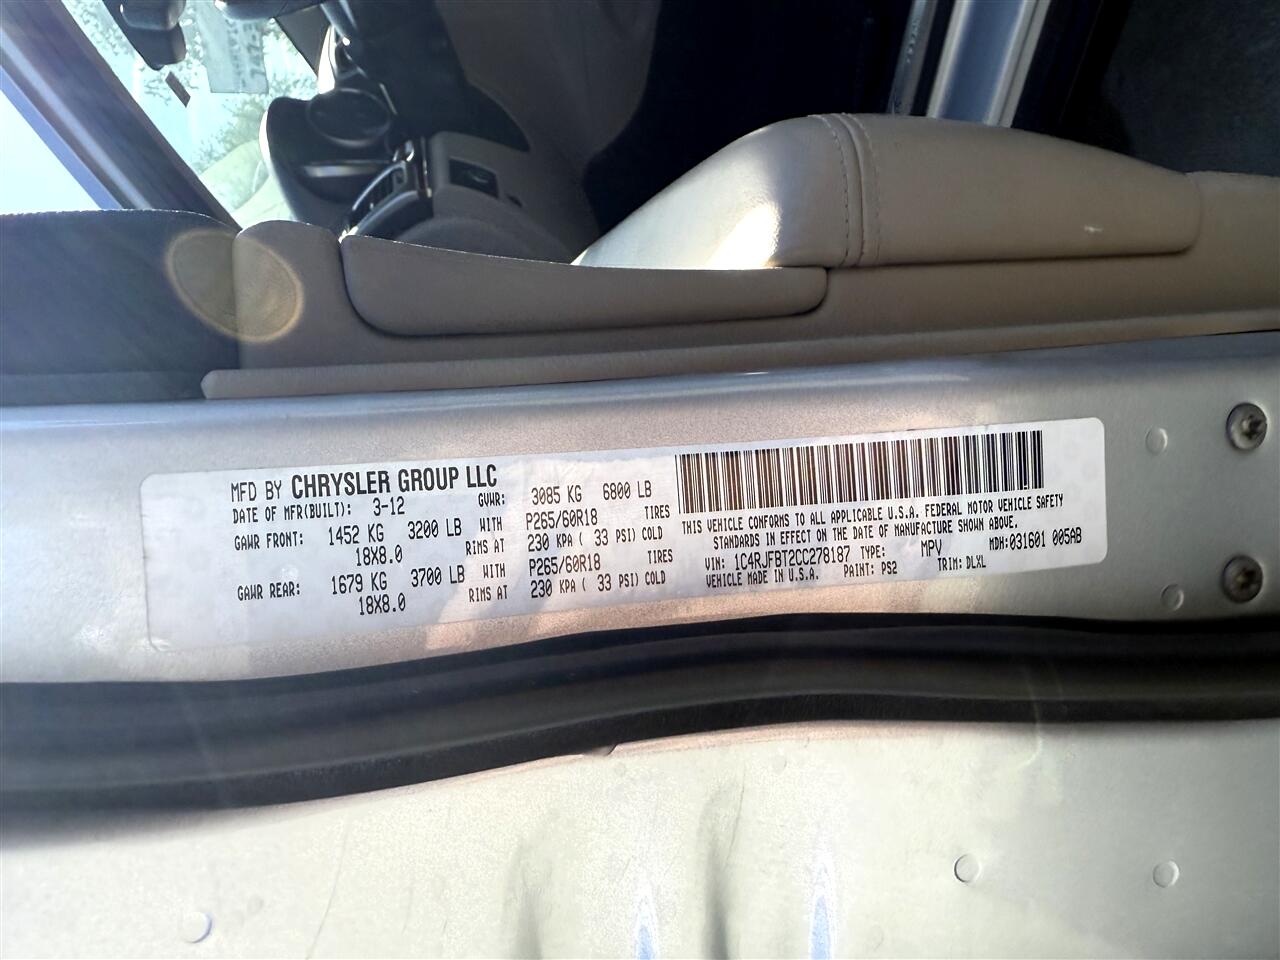 MFD BY CHRYSLER GROUP LLC
DATE OF MFR(BUILT): 3-12 GVWR: 3085 KG 6800 LB
GAWR FRONT: 1452 KG 3200 LB WITH P265/60R18 TIRES
18X8.0 RIMS AT 230 KPA ( 33 PSI) COLD
GAWR REAR: 1679 KG 3700 LB WITH P265/60R18 TIRES
18X8.0 RIMS AT 230 KPA ( 33 PSI) COLD
THIS VEHICLE CONFORMS TO ALL APPLICABLE U.S.A. FEDERAL MOTOR VEHICLE SAFETY
STANDARDS IN EFFECT ON THE DATE OF MANUFACTURE SHOWN ABOVE.
VIN: 1C4RJFBT2CC278187 TYPE: MPV MDH:031601 005AB
VEHICLE MADE IN U.S.A. PAINT: PS2 TRIM: DLXL